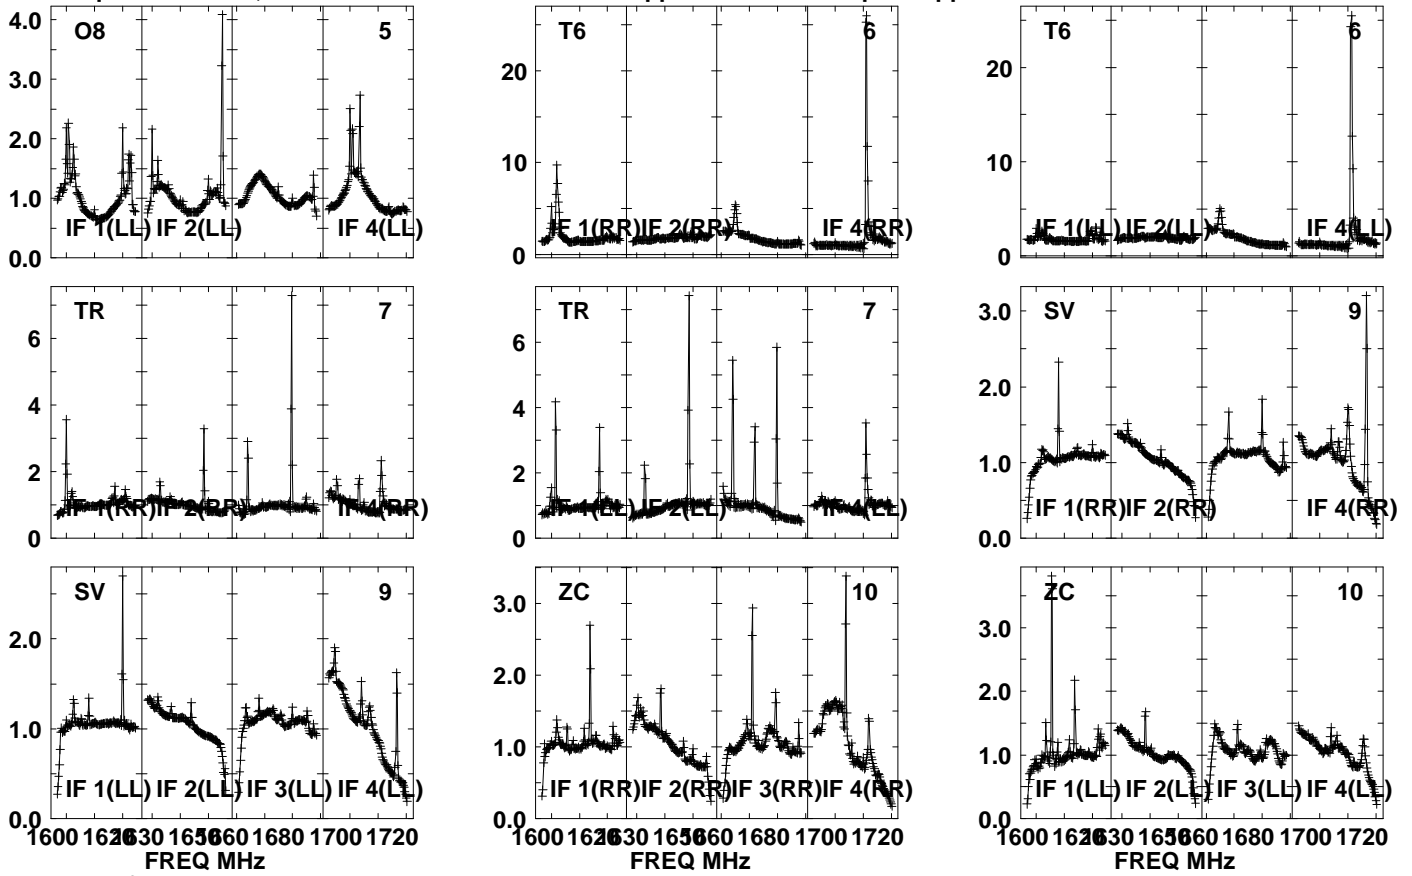 4.0 O8 5 T6 6 T6 6
3.0 20 20
2.0 10 10
1.0
IF 1(LL) IF 2(LL) IF 4(LL) IF 1(RR) IF 2(RR) IF 4(RR) IF 1(LL) IF 2(LL) IF 4(LL)
0.0 0 0
TR 7 TR 7 SV 9
6 6 3.0
4 4 2.0
2 2 1.0
IF 1(RR) IF 2(RR) IF 4(RR) IF 1(LL) IF 2(LL) IF 4(LL) IF 1(RR) IF 2(RR) IF 4(RR)
0 0 0.0
SV 9 ZC 10 ZC 10
2.0 3.0 3.0
1.0 2.0 2.0
1.0 1.0
IF 1(LL) IF 2(LL) IF 3(LL) IF 4(LL) IF 1(RR) IF 2(RR) IF 3(RR) IF 4(RR) IF 1(LL) IF 2(LL) IF 3(LL) IF 4(LL)
0.0 0.0 0.0
1600 1620 1630 1650 1660 1680 1700 1720 1600 1620 1630 1650 1660 1680 1700 1720 1600 1620 1630 1650 1660 1680 1700 1720
FREQ MHz FREQ MHz FREQ MHz